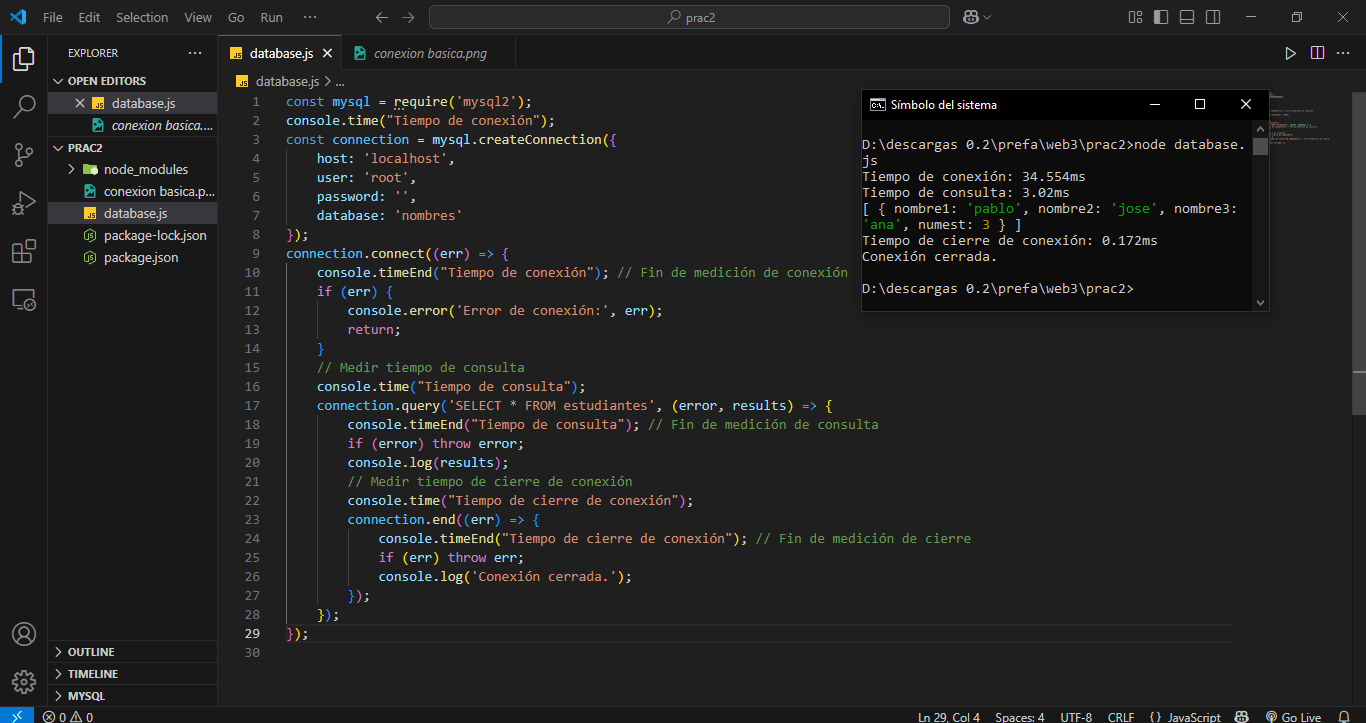 File Edit Selection View Go Run ··· prac2
EXPLORER ···
OPEN EDITORS
database.js
conexion basica....
PRAC2
node_modules
conexion basica.p...
database.js
package-lock.json
package.json
OUTLINE
TIMELINE
MYSQL
database.js conexion basica.png
database.js > ...
1 const mysql = require('mysql2');
2 console.time("Tiempo de conexión");
3 const connection = mysql.createConnection({
4 host: 'localhost',
5 user: 'root',
6 password: '',
7 database: 'nombres'
8 });
9 connection.connect((err) => {
10 console.timeEnd("Tiempo de conexión"); // Fin de medición de conexión
11 if (err) {
12 console.error('Error de conexión:', err);
13 return;
14 }
15 // Medir tiempo de consulta
16 console.time("Tiempo de consulta");
17 connection.query('SELECT * FROM estudiantes', (error, results) => {
18 console.timeEnd("Tiempo de consulta"); // Fin de medición de consulta
19 if (error) throw error;
20 console.log(results);
21 // Medir tiempo de cierre de conexión
22 console.time("Tiempo de cierre de conexión");
23 connection.end((err) => {
24 console.timeEnd("Tiempo de cierre de conexión"); // Fin de medición de cierre
25 if (err) throw err;
26 console.log('Conexión cerrada.');
27 });
28 });
29 });
30
Símbolo del sistema
D:\descargas 0.2\prefa\web3\prac2>node database.
js
Tiempo de conexión: 34.554ms
Tiempo de consulta: 3.02ms
[ { nombre1: 'pablo', nombre2: 'jose', nombre3:
'ana', numest: 3 } ]
Tiempo de cierre de conexión: 0.172ms
Conexión cerrada.
D:\descargas 0.2\prefa\web3\prac2>
0 0 Ln 29, Col 4 Spaces: 4 UTF-8 CRLF {} JavaScript Go Live